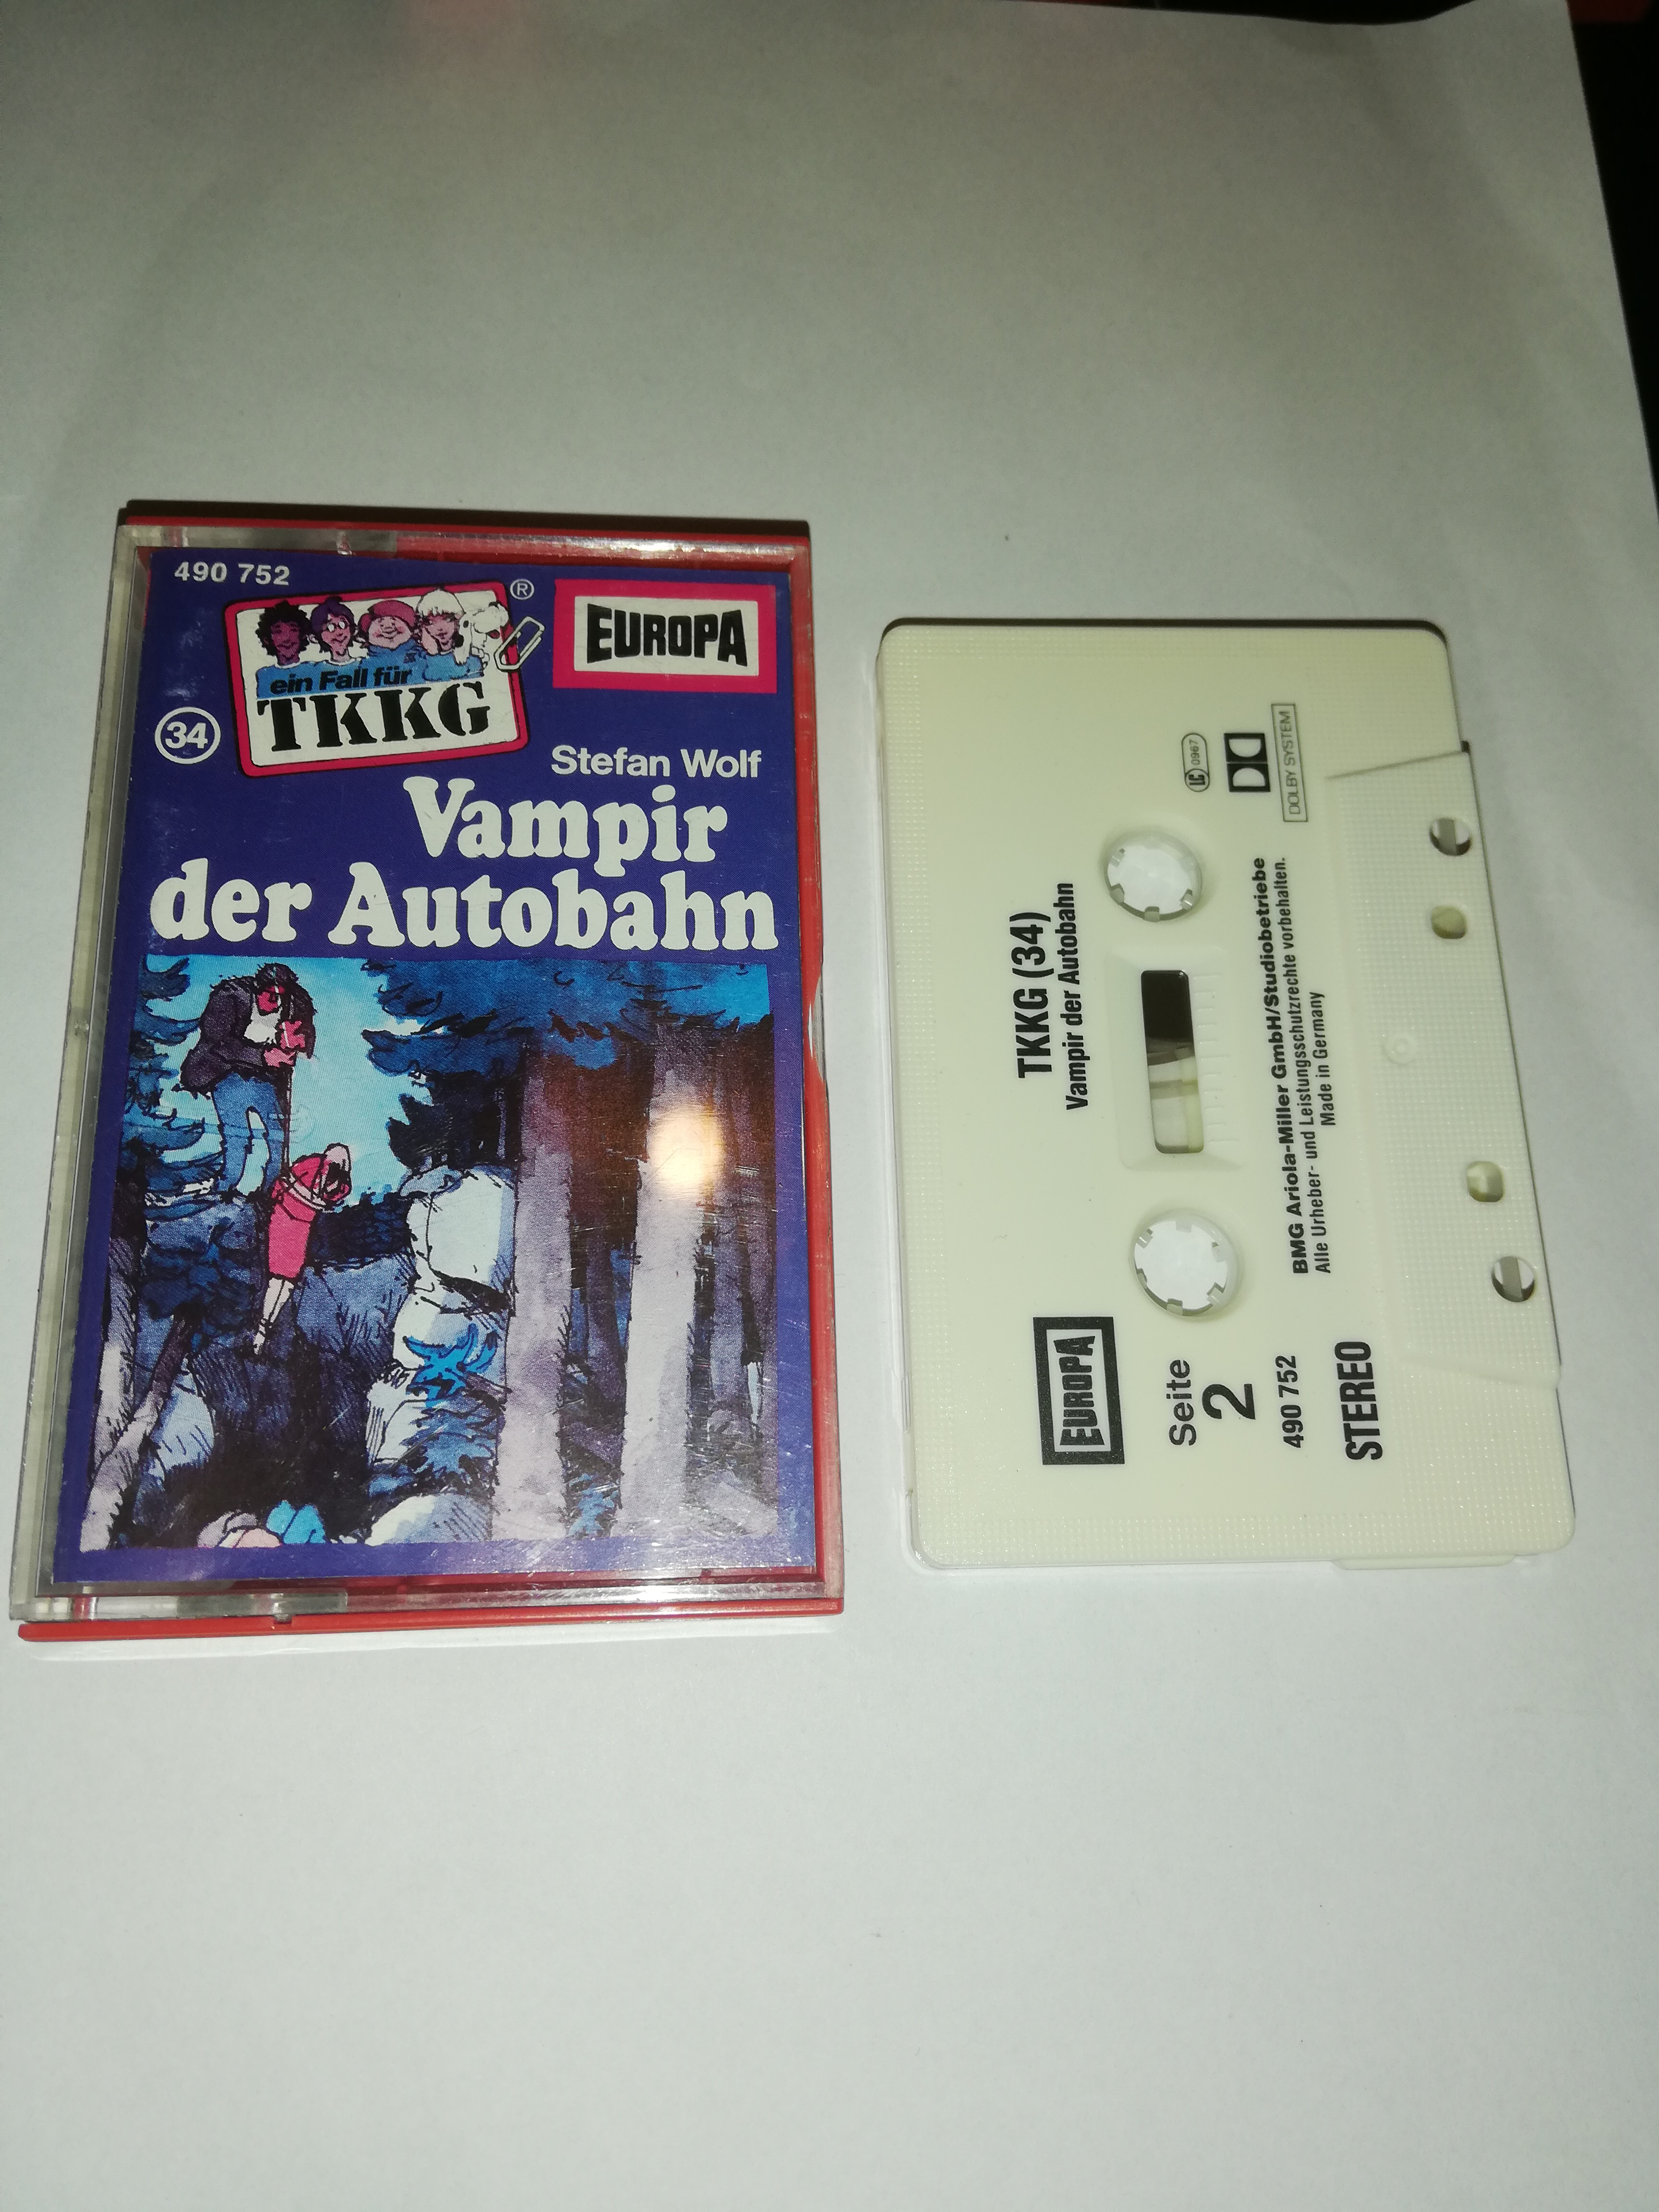 490 752
®
EUROPA
ein Fall für
TKKG
34
Stefan Wolf
Vampir
der Autobahn
TKKG (34)
Vampir der Autobahn
EUROPA
Seite
2
490 752
STEREO
LC 0967
DOLBY SYSTEM
BMG Ariola-Miller GmbH/Studiobetriebe
Alle Urheber- und Leistungsschutzrechte vorbehalten.
Made in Germany